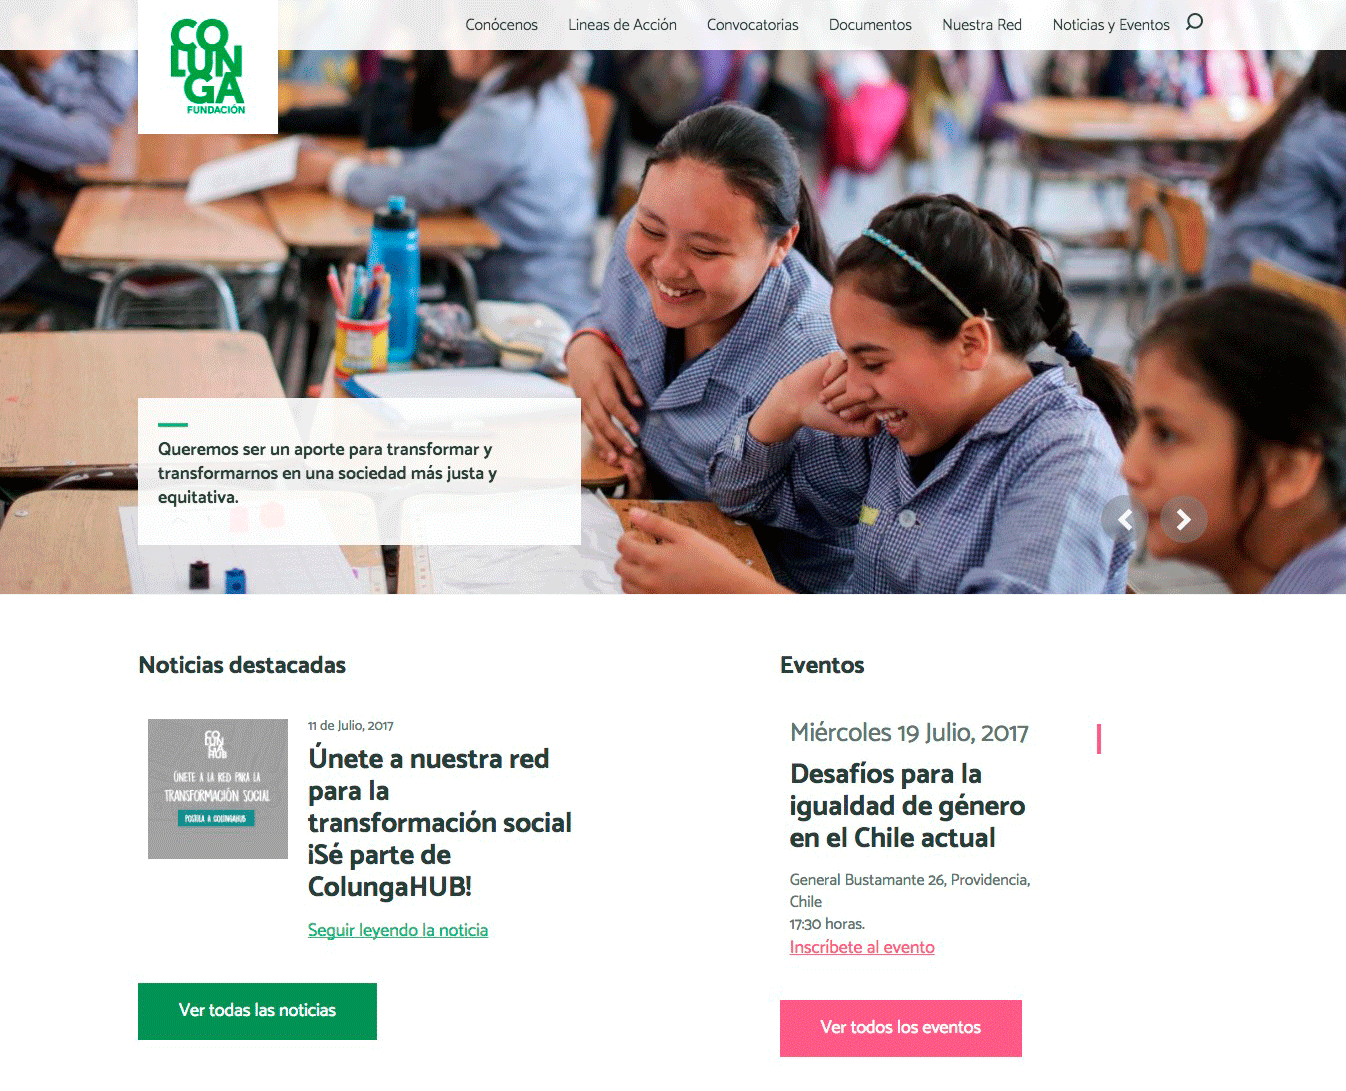 CO
LUN
GA
FUNDACIÓN
Conócenos
Lineas de Acción
Convocatorias
Documentos
Nuestra Red
Noticias y Eventos
Queremos ser un aporte para transformar y
transformarnos en una sociedad más justa y
equitativa.
Noticias destacadas
CO
LUN
GA
HUB
ÚNETE A LA RED PARA LA
TRANSFORMACIÓN SOCIAL
POSTULA A COLUNGAHUB
11 de Julio, 2017
Únete a nuestra red
para la
transformación social
¡Sé parte de
ColungaHUB!
Seguir leyendo la noticia
Ver todas las noticias
Eventos
Miércoles 19 Julio, 2017
Desafíos para la
igualdad de género
en el Chile actual
General Bustamante 26, Providencia,
Chile
17:30 horas.
Inscríbete al evento
Ver todos los eventos